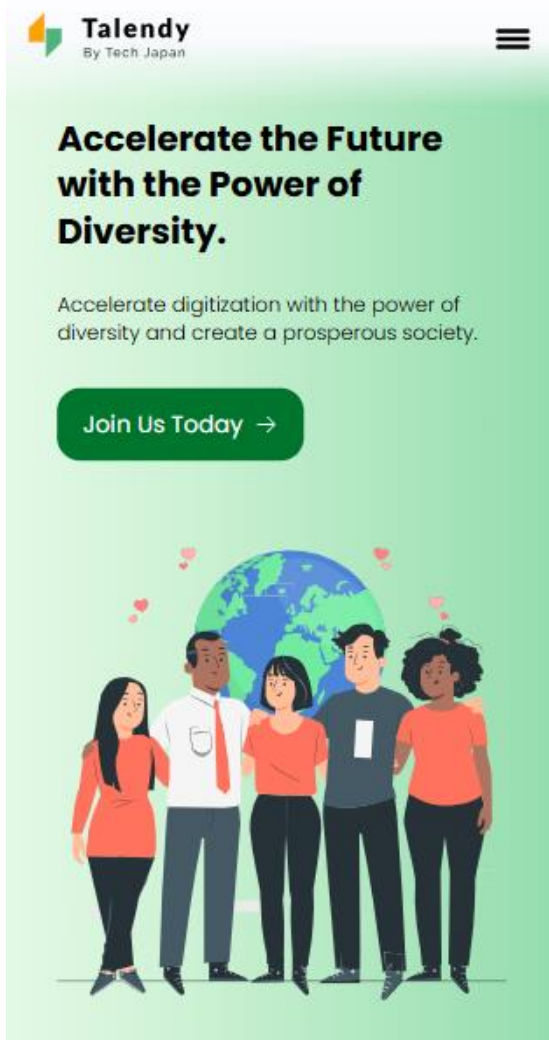 Talendy
By Tech Japan
Accelerate the Future
with the Power of
Diversity.
Accelerate digitization with the power of
diversity and create a prosperous society.
Join Us Today →